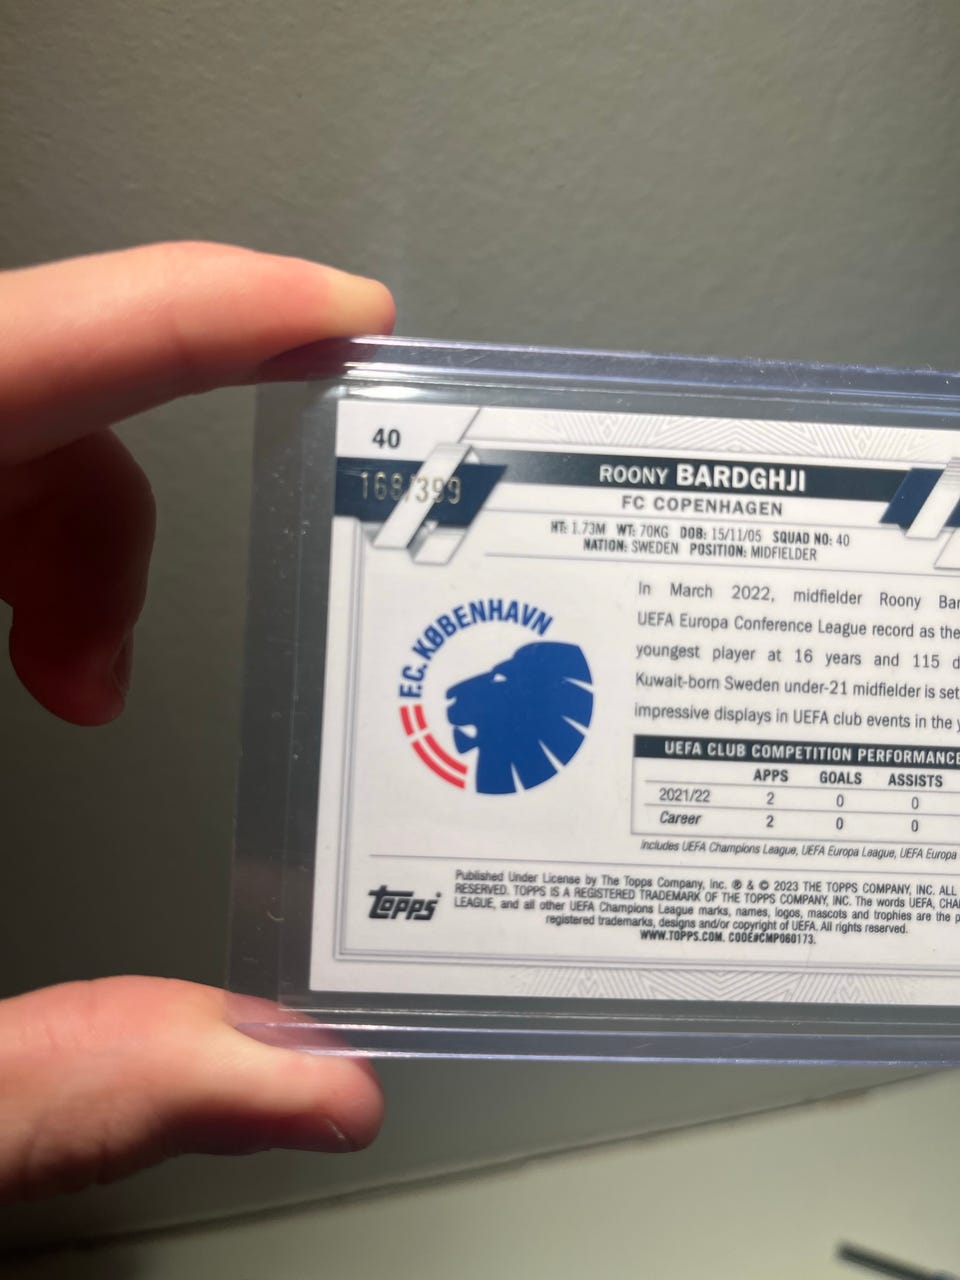 40
168/399
ROONY BARDGHJI
FC COPENHAGEN
HT: 1.73M WT: 70KG DOB: 15/11/05 SQUAD NO: 40
NATION: SWEDEN POSITION: MIDFIELDER
F.C. KØBENHAVN
In March 2022, midfielder Roony Bar
UEFA Europa Conference League record as the
youngest player at 16 years and 115 d
Kuwait-born Sweden under-21 midfielder is set
impressive displays in UEFA club events in the y
UEFA CLUB COMPETITION PERFORMANCE
APPS GOALS ASSISTS
2021/22 2 0 0
Career 2 0 0
Includes UEFA Champions League, UEFA Europa League, UEFA Europa
Topps
Published Under License by The Topps Company, Inc. ® & © 2023 THE TOPPS COMPANY, INC. ALL
RESERVED. TOPPS IS A REGISTERED TRADEMARK OF THE TOPPS COMPANY, INC. The words UEFA, CHA
LEAGUE, and all other UEFA Champions League marks, names, logos, mascots and trophies are the p
registered trademarks, designs and/or copyright of UEFA. All rights reserved.
WWW.TOPPS.COM. CODE#CMP060173.